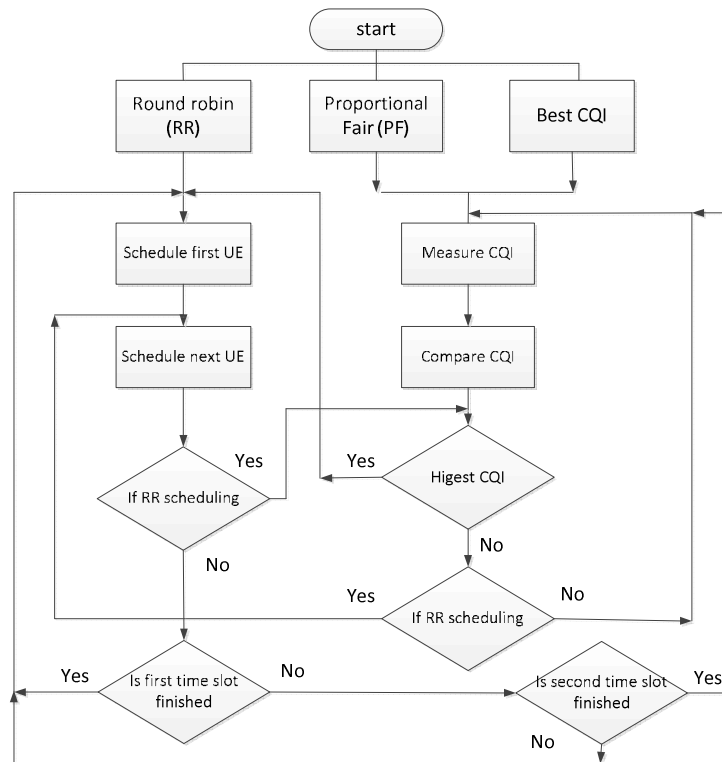 start
Round robin
(RR)
Proportional
Fair (PF)
Best CQI
Schedule first UE
Measure CQI
Schedule next UE
Compare CQI
Yes
Yes
If RR scheduling
Higest CQI
No
No
Yes
No
If RR scheduling
Yes
No
Yes
Is first time slot
finished
Is second time slot
finished
No